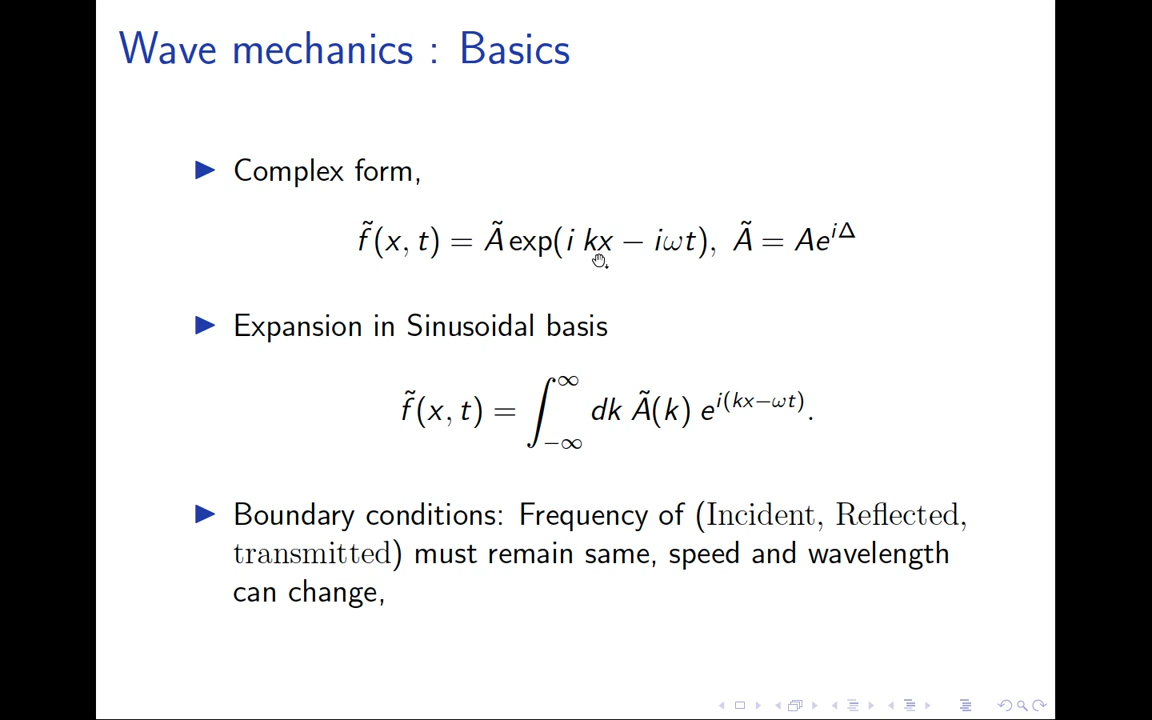 Wave mechanics : Basics
▶ Complex form,
f̃(x, t) = Ã exp(i kx − iωt), Ã = Ae^{iΔ}
▶ Expansion in Sinusoidal basis
f̃(x, t) = ∫_{−∞}^{∞} dk Ã(k) e^{i(kx−ωt)}.
▶ Boundary conditions: Frequency of (Incident, Reflected,
transmitted) must remain same, speed and wavelength
can change,